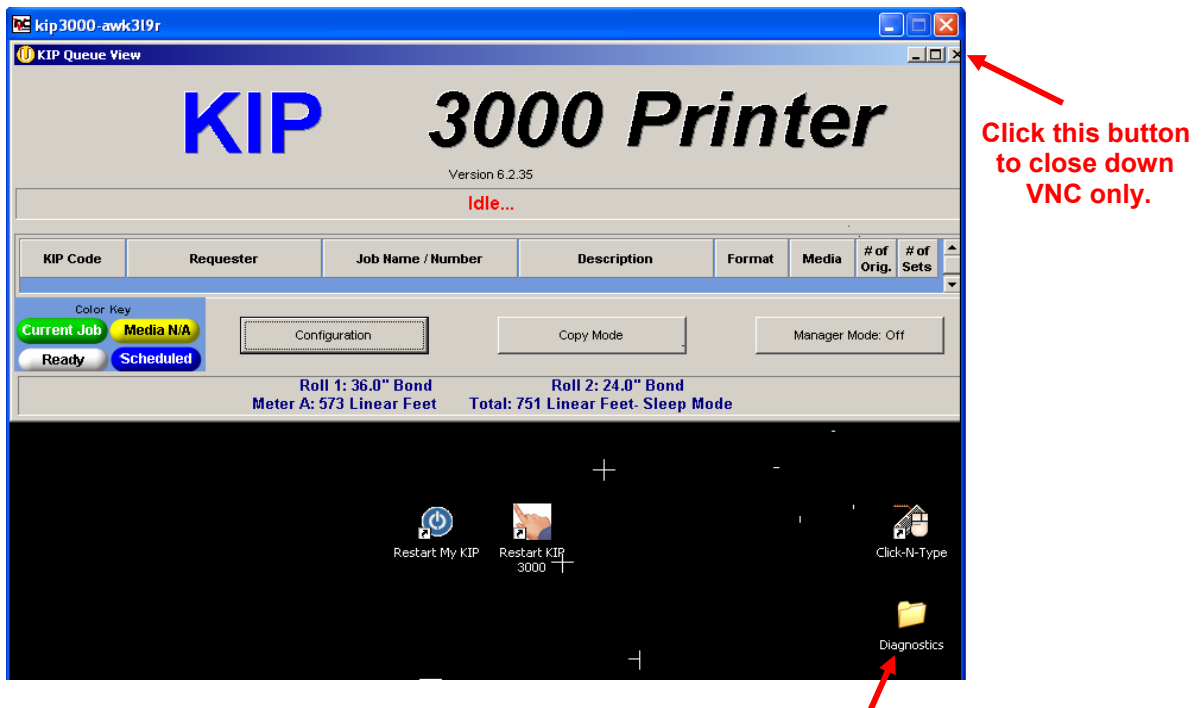 kip3000-awk3l9r
KIP Queue View
KIP 3000 Printer
Version 6.2.35
Idle...
KIP Code Requester Job Name / Number Description Format Media # of Orig. # of Sets
Color Key
Current Job Media N/A
Ready Scheduled
Configuration Copy Mode Manager Mode: Off
Roll 1: 36.0" Bond Roll 2: 24.0" Bond
Meter A: 573 Linear Feet Total: 751 Linear Feet- Sleep Mode
Click this button
to close down
VNC only.
Restart My KIP
Restart KIP
3000
Click-N-Type
Diagnostics